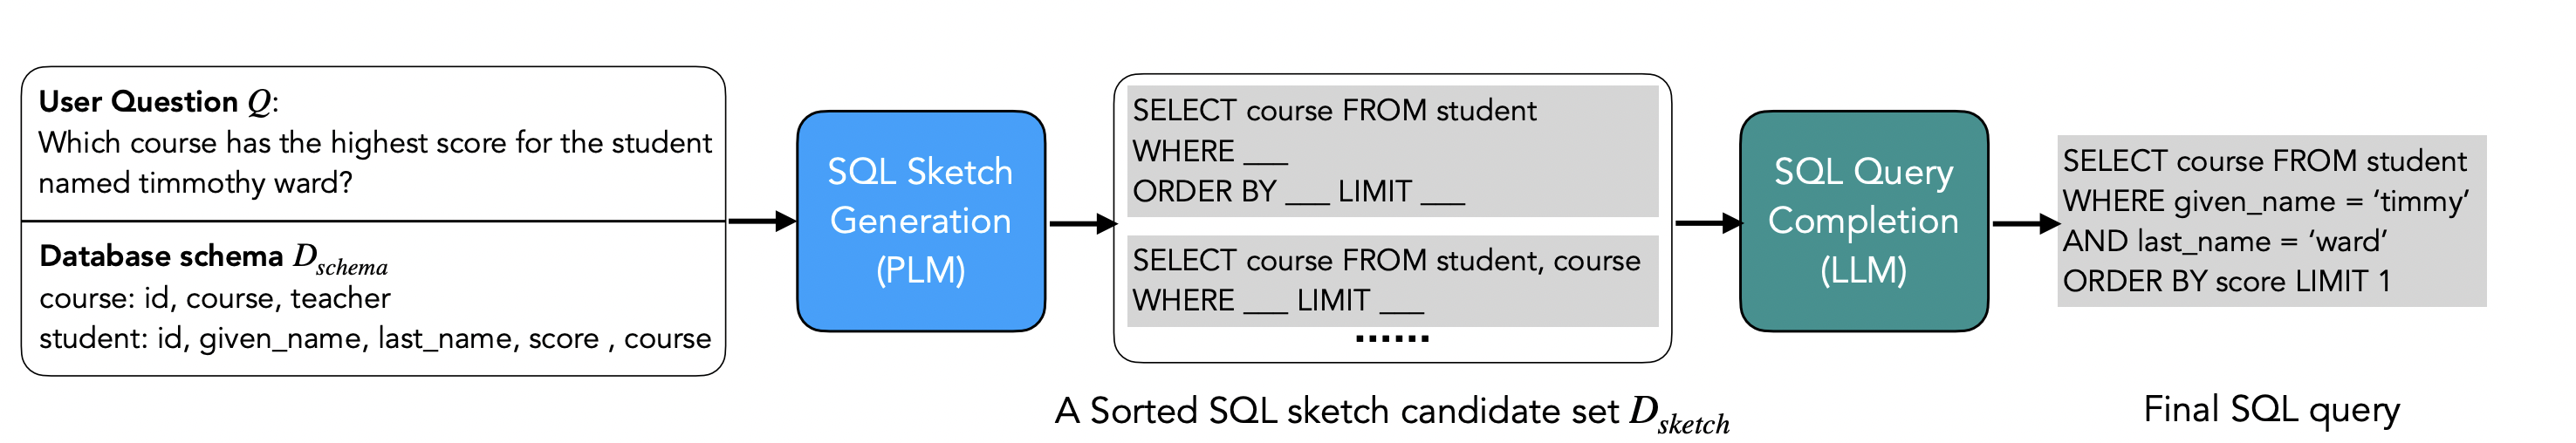 User Question Q:
Which course has the highest score for the student
named timmothy ward?
Database schema D_schema
course: id, course, teacher
student: id, given_name, last_name, score , course
SQL Sketch
Generation
(PLM)
SELECT course FROM student
WHERE ___
ORDER BY ___ LIMIT ___
SELECT course FROM student, course
WHERE ___ LIMIT ___
......
A Sorted SQL sketch candidate set D_sketch
SQL Query
Completion
(LLM)
SELECT course FROM student
WHERE given_name = ‘timmy’
AND last_name = ‘ward’
ORDER BY score LIMIT 1
Final SQL query